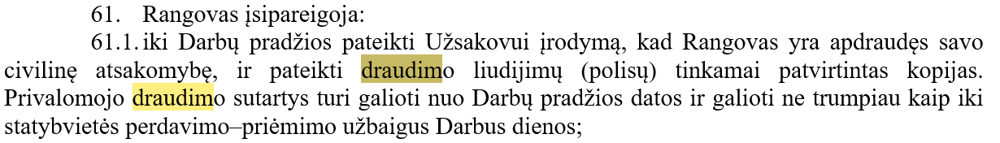 61. Rangovas įsipareigoja:
61.1. iki Darbų pradžios pateikti Užsakovui įrodymą, kad Rangovas yra apdraudęs savo
civilinę atsakomybę, ir pateikti draudimo liudijimų (polisų) tinkamai patvirtintas kopijas.
Privalomojo draudimo sutartys turi galioti nuo Darbų pradžios datos ir galioti ne trumpiau kaip iki
statybvietės perdavimo–priėmimo užbaigus Darbus dienos;